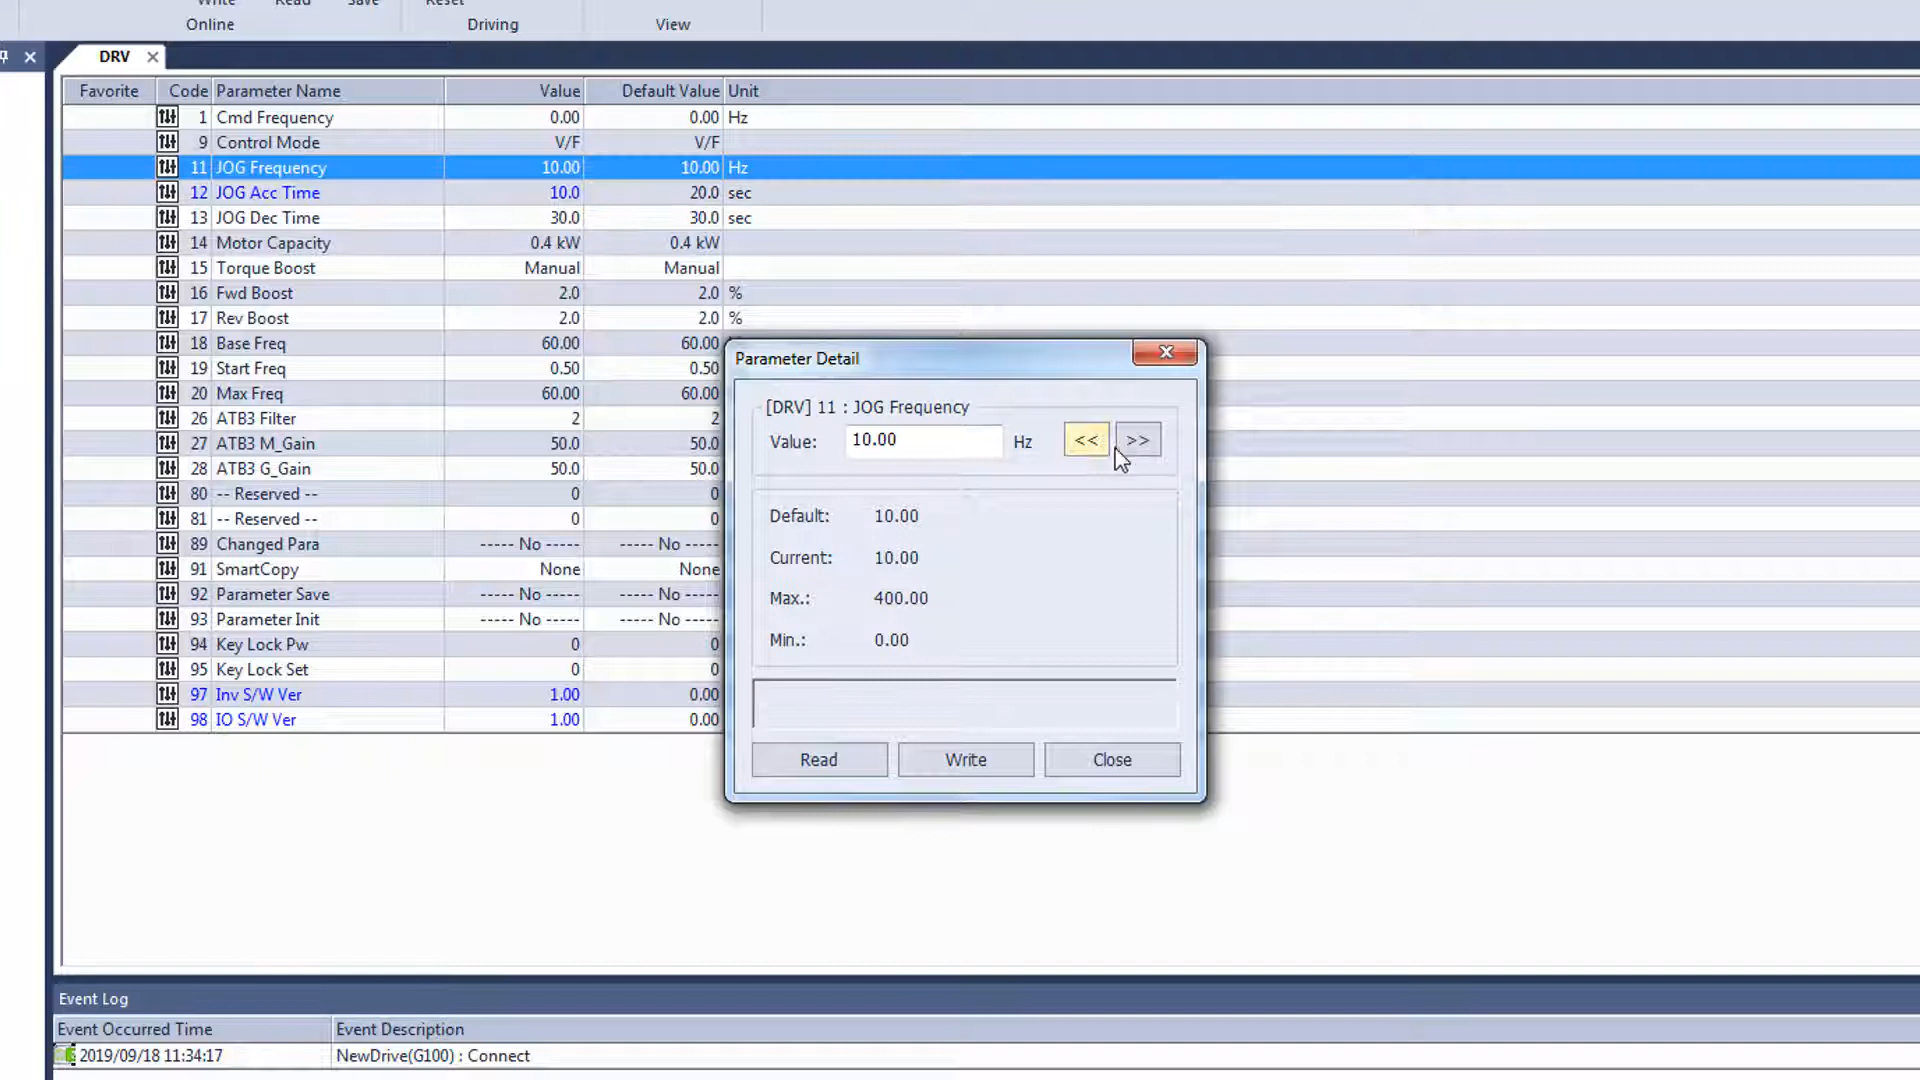 Write Read Save Reset
Online Driving View
DRV
Favorite Code Parameter Name Value Default Value Unit
1 Cmd Frequency 0.00 0.00 Hz
9 Control Mode V/F V/F
11 JOG Frequency 10.00 10.00 Hz
12 JOG Acc Time 10.0 20.0 sec
13 JOG Dec Time 30.0 30.0 sec
14 Motor Capacity 0.4 kW 0.4 kW
15 Torque Boost Manual Manual
16 Fwd Boost 2.0 2.0 %
17 Rev Boost 2.0 2.0 %
18 Base Freq 60.00 60.00
19 Start Freq 0.50 0.50
20 Max Freq 60.00 60.00
26 ATB3 Filter 2 2
27 ATB3 M_Gain 50.0 50.0
28 ATB3 G_Gain 50.0 50.0
80 -- Reserved -- 0 0
81 -- Reserved -- 0 0
89 Changed Para ----- No ----- ----- No -----
91 SmartCopy None None
92 Parameter Save ----- No ----- ----- No -----
93 Parameter Init ----- No ----- ----- No -----
94 Key Lock Pw 0 0
95 Key Lock Set 0 0
97 Inv S/W Ver 1.00 0.00
98 IO S/W Ver 1.00 0.00
Parameter Detail
[DRV] 11 : JOG Frequency
Value: 10.00 Hz << >>
Default: 10.00
Current: 10.00
Max.: 400.00
Min.: 0.00
Read Write Close
Event Log
Event Occurred Time Event Description
2019/09/18 11:34:17 NewDrive(G100) : Connect